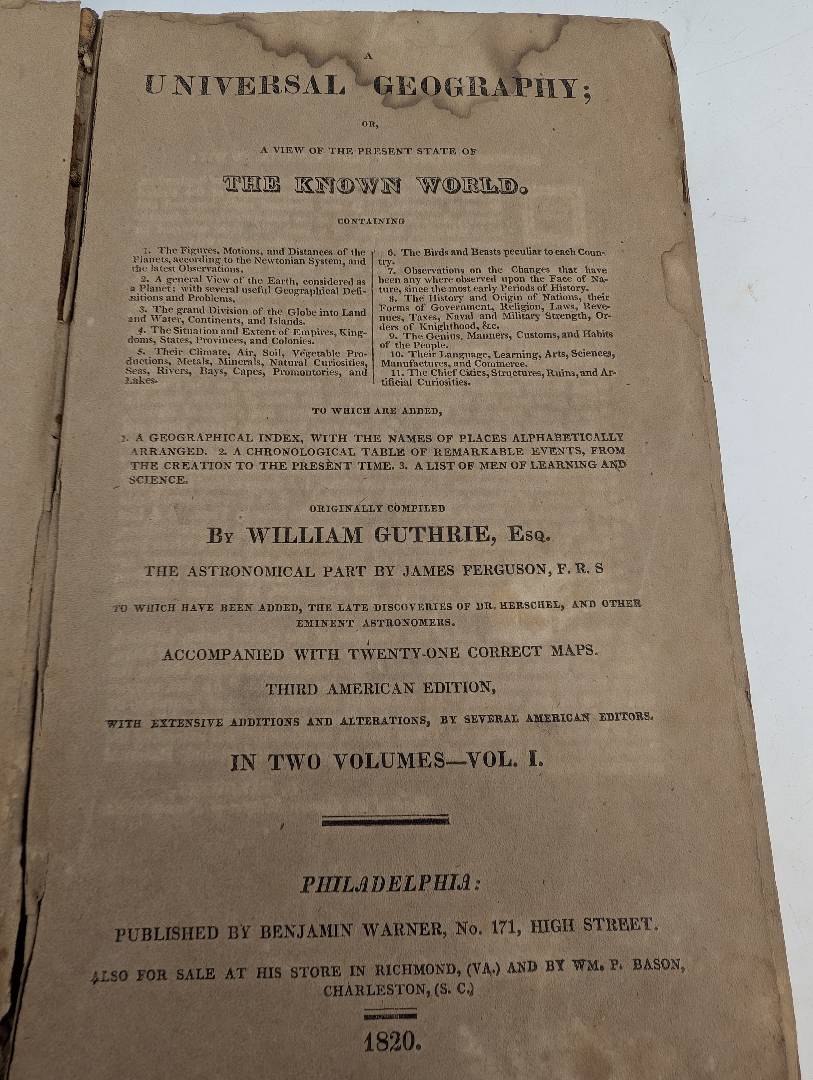 A
UNIVERSAL GEOGRAPHY;
OR,
A VIEW OF THE PRESENT STATE OF
THE KNOWN WORLD.
CONTAINING
1. The Figures, Motions, and Distances of the
Planets, according to the Newtonian System, and
the latest Observations.
2. A general View of the Earth, considered as
a Planet: with several useful Geographical Defi-
nitions and Problems.
3. The grand Division of the Globe into Land
and Water, Continents, and Islands.
4. The Situation and Extent of Empires, King-
doms, States, Provinces, and Colonies.
5. Their Climate, Air, Soil, Vegetable Pro-
ductions, Metals, Minerals, Natural Curiosities,
Seas, Rivers, Bays, Capes, Promontories, and
Lakes.
6. The Birds and Beasts peculiar to each Coun-
try.
7. Observations on the Changes that have
been any where observed upon the Face of Na-
ture, since the most early Periods of History.
8. The History and Origin of Nations, their
Forms of Government, Religion, Laws, Reve-
nues, Taxes, Naval and Military Strength, Or-
ders of Knighthood, &c.
9. The Genius, Manners, Customs, and Habits
of the People.
10. Their Language, Learning, Arts, Sciences,
Manufactures, and Commerce.
11. The Chief Cities, Structures, Ruins, and Ar-
tificial Curiosities.
TO WHICH ARE ADDED,
1. A GEOGRAPHICAL INDEX, WITH THE NAMES OF PLACES ALPHABETICALLY
ARRANGED. 2. A CHRONOLOGICAL TABLE OF REMARKABLE EVENTS, FROM
THE CREATION TO THE PRESENT TIME. 3. A LIST OF MEN OF LEARNING AND
SCIENCE.
ORIGINALLY COMPILED
By WILLIAM GUTHRIE, Esq.
THE ASTRONOMICAL PART BY JAMES FERGUSON, F. R. S
TO WHICH HAVE BEEN ADDED, THE LATE DISCOVERIES OF DR. HERSCHEL, AND OTHER
EMINENT ASTRONOMERS.
ACCOMPANIED WITH TWENTY-ONE CORRECT MAPS.
THIRD AMERICAN EDITION,
WITH EXTENSIVE ADDITIONS AND ALTERATIONS, BY SEVERAL AMERICAN EDITORS.
IN TWO VOLUMES—VOL. I.
PHILADELPHIA:
PUBLISHED BY BENJAMIN WARNER, No. 171, HIGH STREET.
ALSO FOR SALE AT HIS STORE IN RICHMOND, (VA.) AND BY WM. P. BASON,
CHARLESTON, (S. C.)
1820.